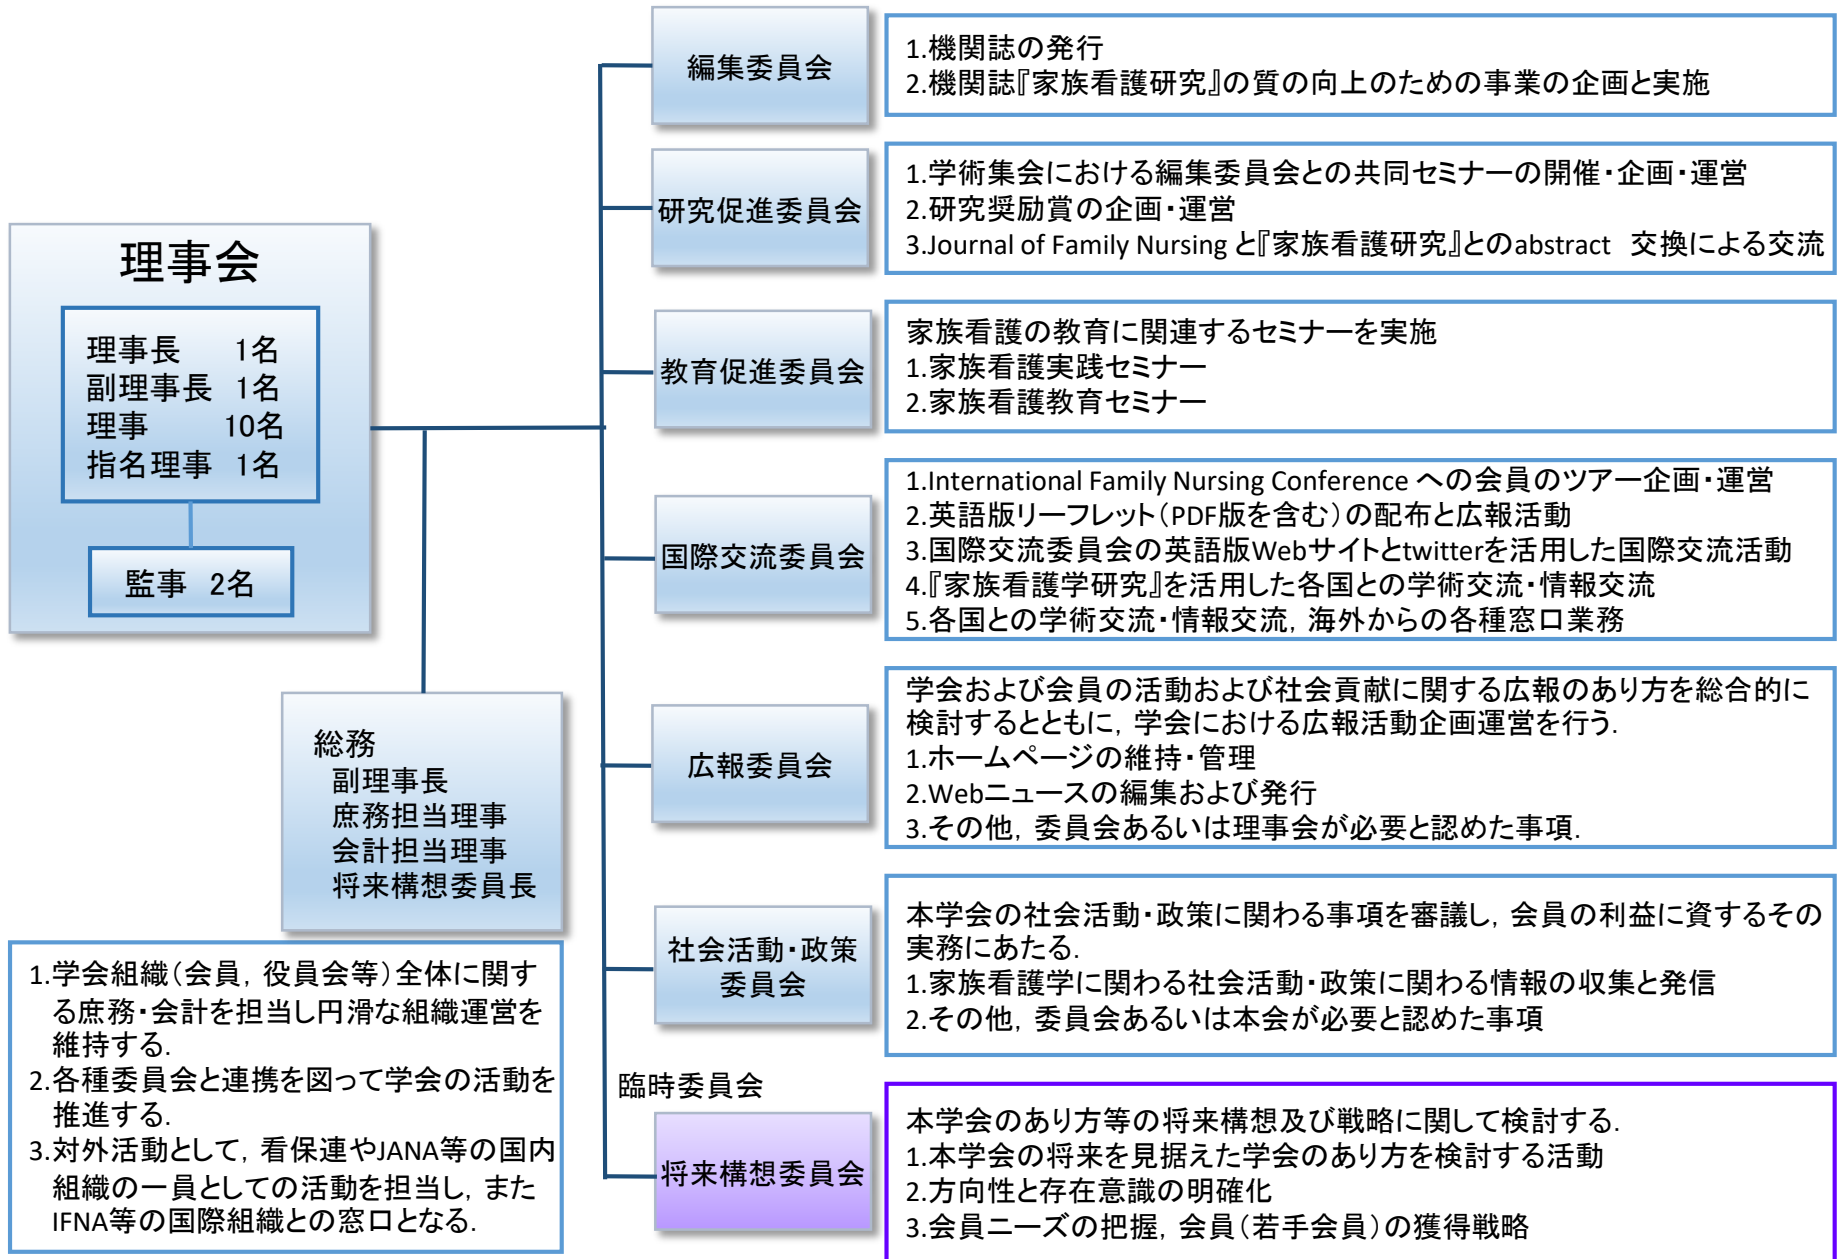 理事会
理事長 1名
副理事長 1名
理事 10名
指名理事 1名
監事 2名
総務
副理事長
庶務担当理事
会計担当理事
将来構想委員長
1.学会組織（会員，役員会等）全体に関す
る庶務・会計を担当し円滑な組織運営を
維持する.
2.各種委員会と連携を図って学会の活動を
推進する.
3.対外活動として，看保連やJANA等の国内
組織の一員としての活動を担当し，また
IFNA等の国際組織との窓口となる.
編集委員会
1.機関誌の発行
2.機関誌『家族看護研究』の質の向上のための事業の企画と実施
研究促進委員会
1.学術集会における編集委員会との共同セミナーの開催・企画・運営
2.研究奨励賞の企画・運営
3.Journal of Family Nursing と『家族看護研究』とのabstract 交換による交流
教育促進委員会
家族看護の教育に関連するセミナーを実施
1.家族看護実践セミナー
2.家族看護教育セミナー
国際交流委員会
1.International Family Nursing Conference への会員のツアー企画・運営
2.英語版リーフレット（PDF版を含む）の配布と広報活動
3.国際交流委員会の英語版Webサイトとtwitterを活用した国際交流活動
4.『家族看護学研究』を活用した各国との学術交流・情報交流
5.各国との学術交流・情報交流，海外からの各種窓口業務
広報委員会
学会および会員の活動および社会貢献に関する広報のあり方を総合的に
検討するとともに，学会における広報活動企画運営を行う.
1.ホームページの維持・管理
2.Webニュースの編集および発行
3.その他，委員会あるいは理事会が必要と認めた事項.
社会活動・政策
委員会
本学会の社会活動・政策に関わる事項を審議し，会員の利益に資するその
実務にあたる.
1.家族看護学に関わる社会活動・政策に関わる情報の収集と発信
2.その他，委員会あるいは本会が必要と認めた事項
臨時委員会
将来構想委員会
本学会のあり方等の将来構想及び戦略に関して検討する.
1.本学会の将来を見据えた学会のあり方を検討する活動
2.方向性と存在意識の明確化
3.会員ニーズの把握，会員（若手会員）の獲得戦略